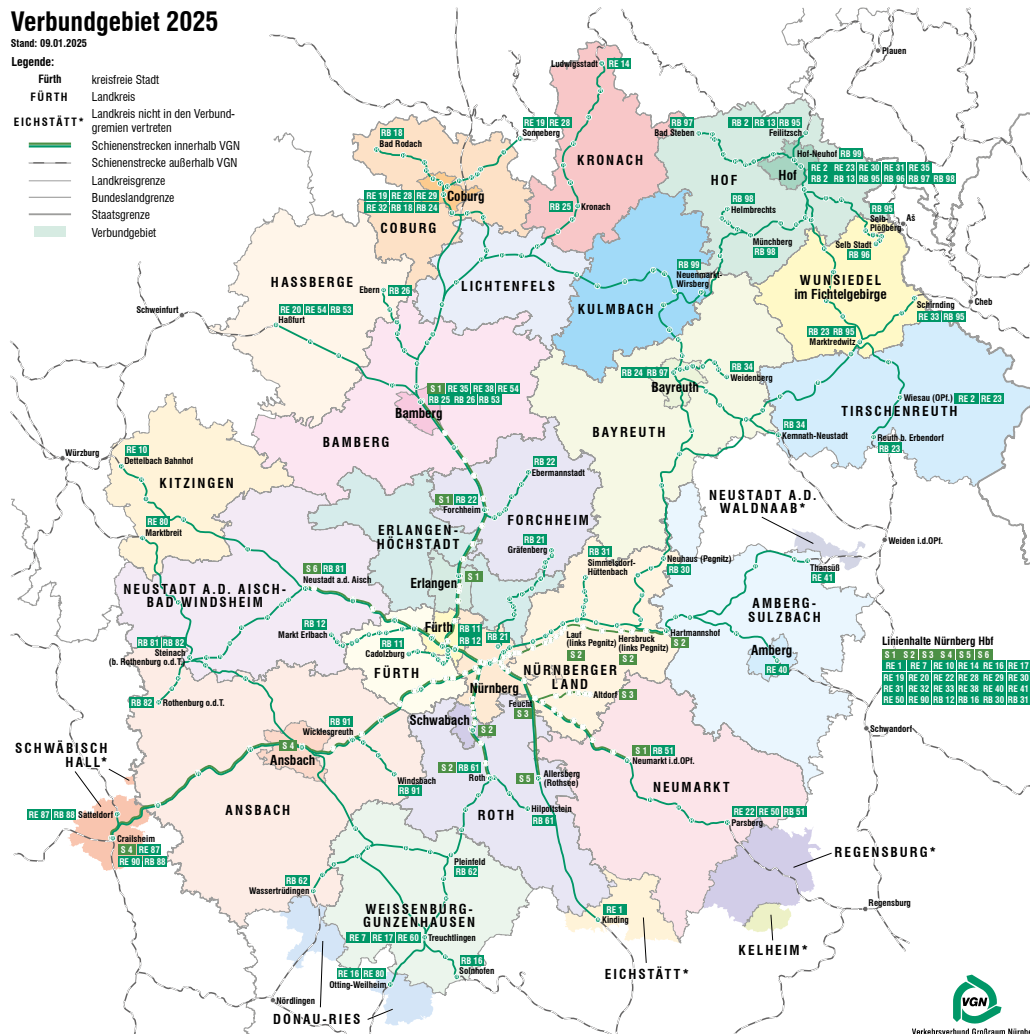 Verbundgebiet 2025
Stand: 09.01.2025
Legende:
Fürth kreisfreie Stadt
FÜRTH Landkreis
EICHSTÄTT* Landkreis nicht in den Verbund-
gremien vertreten
Schienenstrecken innerhalb VGN
Schienenstrecke außerhalb VGN
Landkreisgrenze
Bundeslandgrenze
Staatsgrenze
Verbundgebiet
Plauen
Ludwigsstadt RE 14
RE 19 RE 28
Sonneberg
KRONACH
RB 25 Kronach
RB 18
Bad Rodach
RE 19 RE 28 RE 29
RE 32 RB 18 RB 24
Coburg
COBURG
RB 97
Bad Steben
RB 2 RB 13 RB 95
Feilitzsch
Hof-Neuhof RB 99
RE 2 RE 23 RE 30 RE 31 RE 35
RB 2 RB 13 RB 95 RB 96 RB 97 RB 98
HOF
Hof
RB 98
Helmbrechts
Münchberg
RB 98
RB 95
Selb-
Plößberg
Aš
Selb Stadt
RB 96
HASSBERGE
Ebern RB 26
RE 20 RE 54 RB 53
Haßfurt
Schweinfurt
LICHTENFELS
RB 99
Neuenmarkt-
Wirsberg
KULMBACH
WUNSIEDEL
im Fichtelgebirge
Schirnding
RE 33 RB 95
Cheb
RB 23 RB 95
Marktredwitz
RB 24 RB 97
Bayreuth
RB 34
Weidenberg
BAYREUTH
Wiesau (OPf.) RE 2 RE 23
TIRSCHENREUTH
RB 34
Kemnath-Neustadt
Reuth b. Erbendorf
RB 23
S 1 RE 35 RE 38 RE 54
RB 25 RB 26 RB 53
Bamberg
BAMBERG
Würzburg
RE 10
Dettelbach Bahnhof
KITZINGEN
RE 80
Marktbreit
RB 22
Ebermannstadt
S 1 RB 22
Forchheim
FORCHHEIM
RB 21
Gräfenberg
ERLANGEN-
HÖCHSTADT
Erlangen
S 1
NEUSTADT A.D.
WALDNAAB*
Weiden i.d.OPf.
Thansüß
RE 41
RB 31
Simmelsdorf-
Hüttenbach
Neuhaus (Pegnitz)
RB 30
S 6 RB 81
Neustadt a.d. Aisch
NEUSTADT A.D. AISCH-
BAD WINDSHEIM
RB 12
Markt Erlbach
RB 81 RB 82
Steinach
(b. Rothenburg o.d.T.)
Rothenburg o.d.T.
RB 82
Fürth
RB 11
RB 12
RB 11
Cadolzburg
FÜRTH
RB 21
Lauf
(links Pegnitz)
S 2
Hersbruck
(links Pegnitz)
S 2
Hartmannshof
S 2
AMBERG-
SULZBACH
Amberg
RE 40
NÜRNBERGER
LAND
Nürnberg
Feucht
S 3
Altdorf S 3
Linienhalte Nürnberg Hbf
S 1 S 2 S 3 S 4 S 5 S 6
RE 1 RE 7 RE 10 RE 14 RE 16 RE 17
RE 19 RE 20 RE 22 RE 28 RE 29 RE 30
RE 31 RE 32 RE 33 RE 38 RE 40 RE 41
RE 50 RE 90 RB 12 RB 16 RB 30 RB 31
Schwandorf
Schwabach
S 2
RB 91
Wicklesgreuth
S 4
Ansbach
Windsbach
RB 91
ANSBACH
S 2 RB 61
Roth
S 5
Allersberg
(Rothsee)
Hilpoltstein
RB 61
ROTH
S 1 RB 51
Neumarkt i.d.OPf.
NEUMARKT
RE 22 RE 50 RB 51
Parsberg
SCHWÄBISCH
HALL*
RE 87 RB 88 Satteldorf
Crailsheim
S 4 RE 87
RE 90 RB 88
REGENSBURG*
Regensburg
KELHEIM*
Pleinfeld
RB 62
RB 62
Wassertrüdingen
WEISSENBURG-
GUNZENHAUSEN
RE 7 RE 17 RE 60 Treuchtlingen
RE 16 RE 80
Otting-Weilheim
RB 16
Solnhofen
RE 1
Kinding
EICHSTÄTT*
Nördlingen
DONAU-RIES
VGN
Verkehrsverbund Großraum Nürnbe